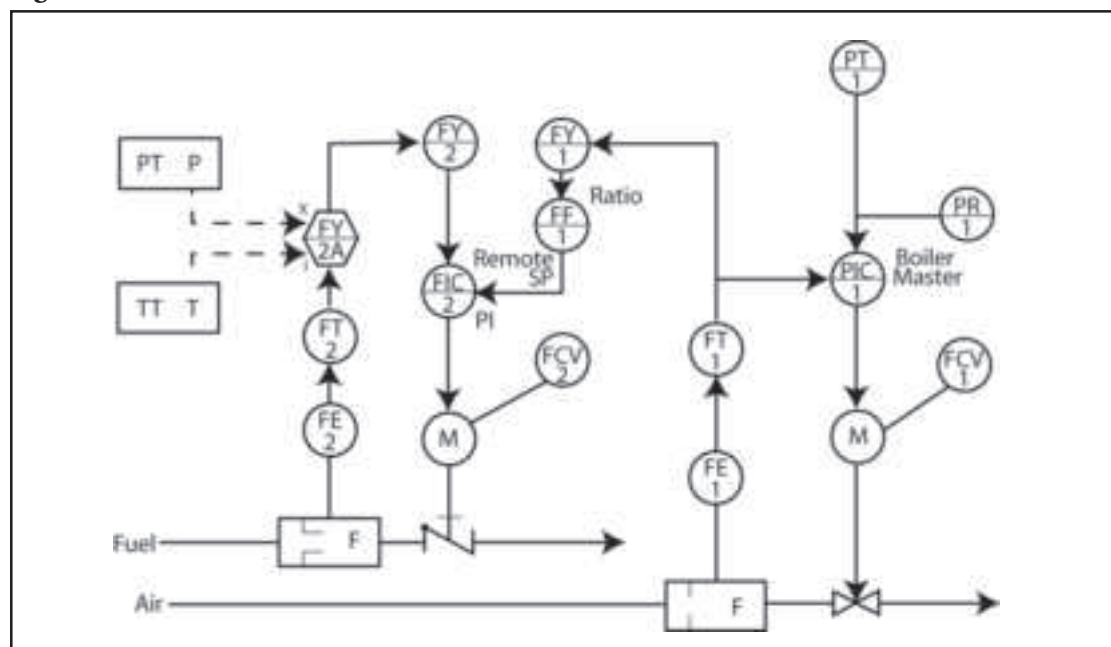 PT
1
PT P
FY
2
FY
1
Ratio
x
FY
2A
FF
1
PR
1
Remote
SP
FIC
2
PI
PIC
1
Boiler
Master
TT T
FT
2
FCV
2
FT
1
FCV
1
FE
2
M
M
FE
1
Fuel
F
Air
F